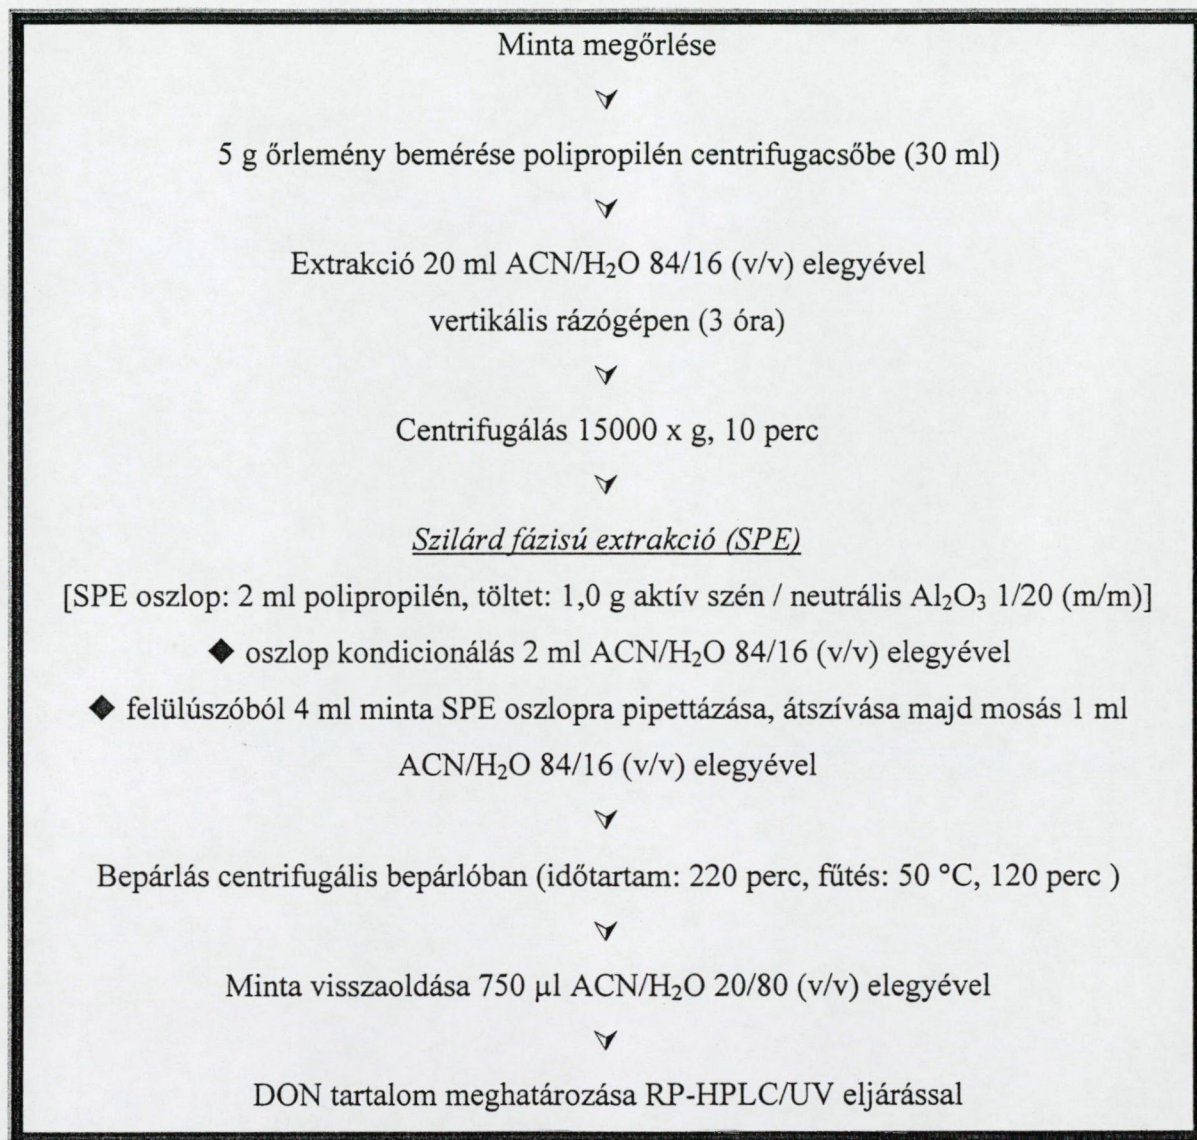 Minta megőrlése
5 g őrlemény bemérése polipropilén centrifugacsőbe (30 ml)
Extrakció 20 ml ACN/H₂O 84/16 (v/v) elegyével
vertikális rázógépen (3 óra)
Centrifugálás 15000 x g, 10 perc
Szilárd fázisú extrakció (SPE)
[SPE oszlop: 2 ml polipropilén, töltet: 1,0 g aktív szén / neutrális Al₂O₃ 1/20 (m/m)]
◆ oszlop kondicionálás 2 ml ACN/H₂O 84/16 (v/v) elegyével
◆ felülúszóból 4 ml minta SPE oszlopra pipettázása, átszívása majd mosás 1 ml
ACN/H₂O 84/16 (v/v) elegyével
Bepárlás centrifugális bepárlóban (időtartam: 220 perc, fűtés: 50 °C, 120 perc )
Minta visszaoldása 750 µl ACN/H₂O 20/80 (v/v) elegyével
DON tartalom meghatározása RP-HPLC/UV eljárással